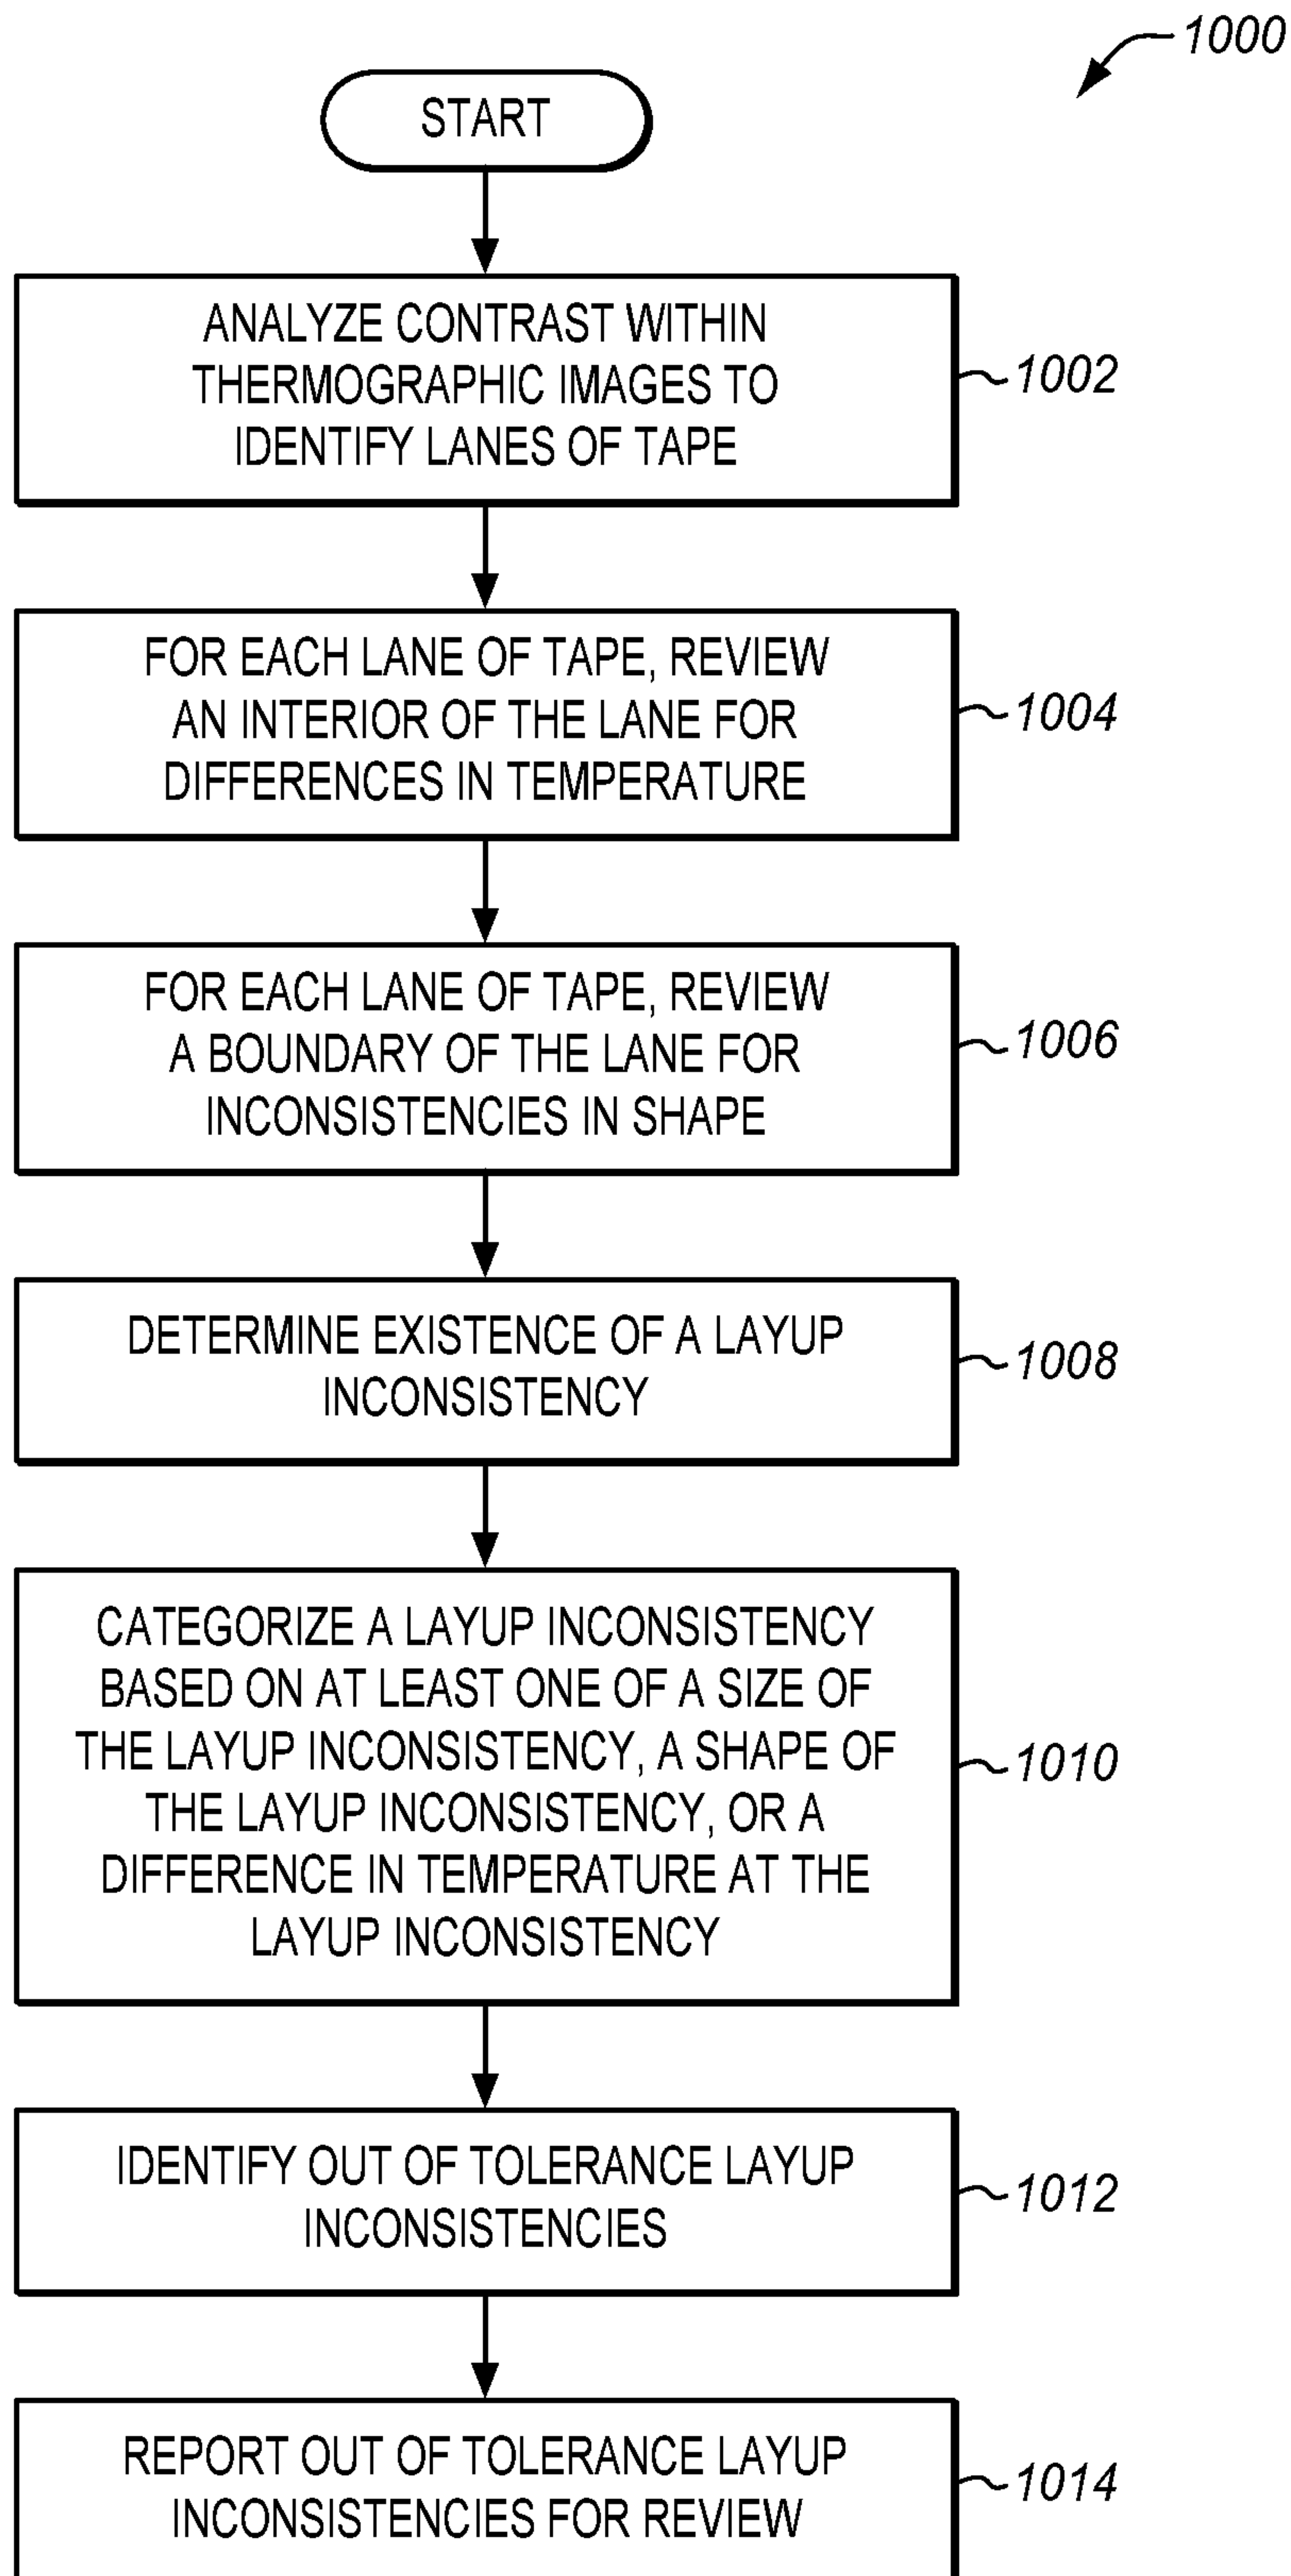 1000
START
ANALYZE CONTRAST WITHIN
THERMOGRAPHIC IMAGES TO
IDENTIFY LANES OF TAPE
1002
FOR EACH LANE OF TAPE, REVIEW
AN INTERIOR OF THE LANE FOR
DIFFERENCES IN TEMPERATURE
1004
FOR EACH LANE OF TAPE, REVIEW
A BOUNDARY OF THE LANE FOR
INCONSISTENCIES IN SHAPE
1006
DETERMINE EXISTENCE OF A LAYUP
INCONSISTENCY
1008
CATEGORIZE A LAYUP INCONSISTENCY
BASED ON AT LEAST ONE OF A SIZE OF
THE LAYUP INCONSISTENCY, A SHAPE OF
THE LAYUP INCONSISTENCY, OR A
DIFFERENCE IN TEMPERATURE AT THE
LAYUP INCONSISTENCY
1010
IDENTIFY OUT OF TOLERANCE LAYUP
INCONSISTENCIES
1012
REPORT OUT OF TOLERANCE LAYUP
INCONSISTENCIES FOR REVIEW
1014